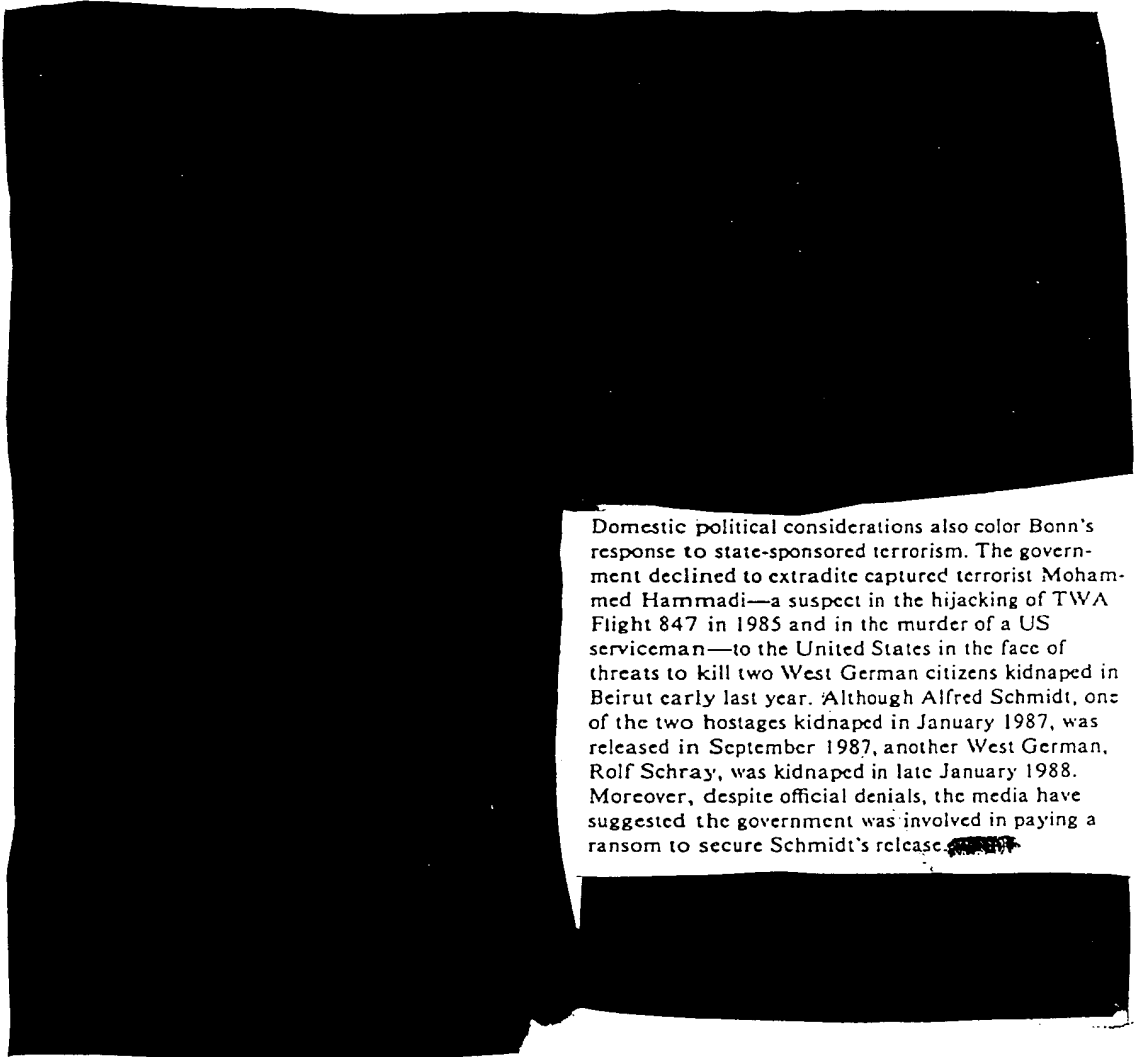 Domestic political considerations also color Bonn's
response to state-sponsored terrorism. The govern-
ment declined to extradite captured terrorist Moham-
med Hammadi—a suspect in the hijacking of TWA
Flight 847 in 1985 and in the murder of a US
serviceman—to the United States in the face of
threats to kill two West German citizens kidnaped in
Beirut early last year. Although Alfred Schmidt, one
of the two hostages kidnaped in January 1987, was
released in September 1987, another West German,
Rolf Schray, was kidnaped in late January 1988.
Moreover, despite official denials, the media have
suggested the government was involved in paying a
ransom to secure Schmidt's release.